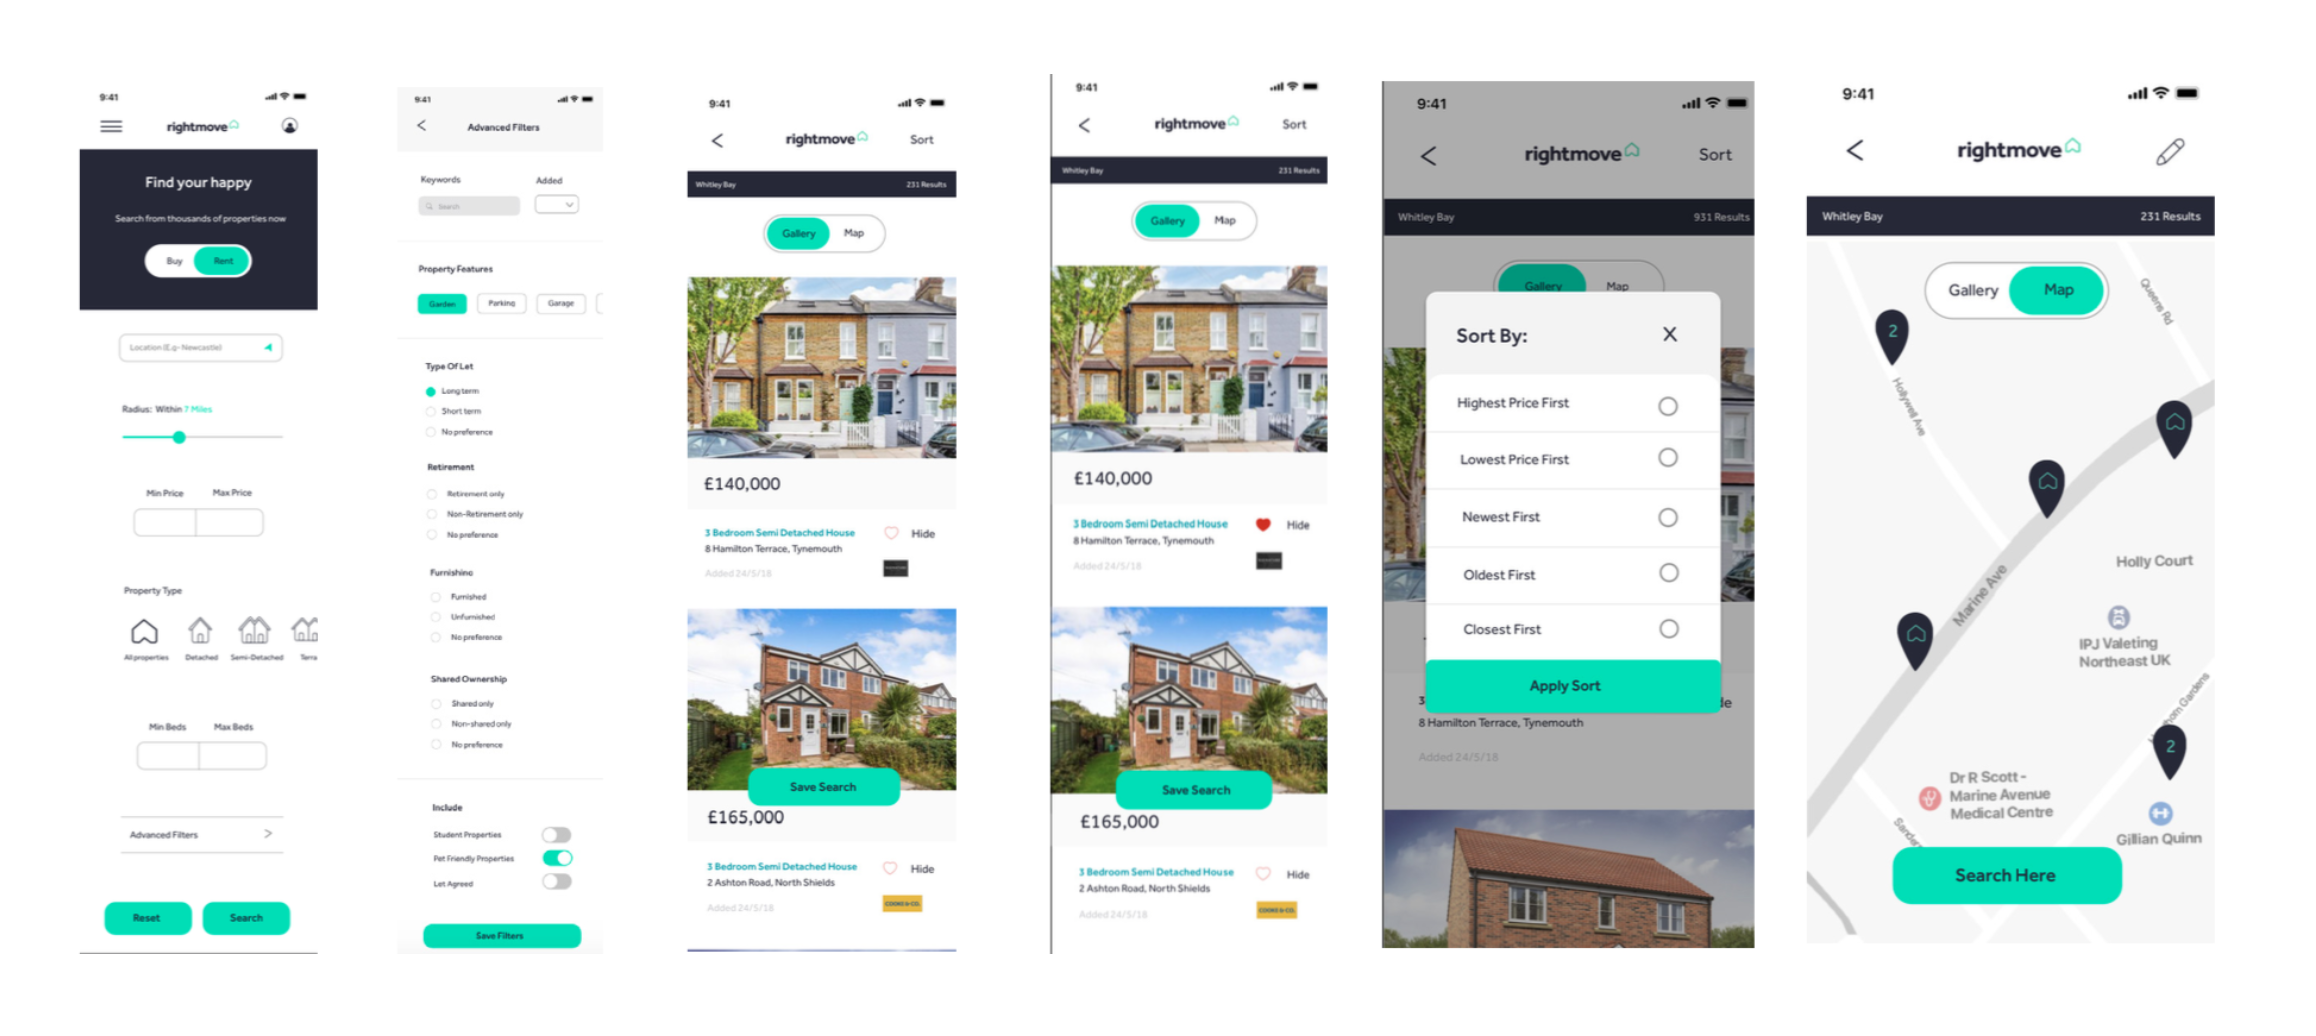 9:41
rightmove
Find your happy
Search from thousands of properties now
Buy Rent
Location (E.g- Newcastle)
Radius: Within 7 Miles
Min Price Max Price
Property Type
All properties Detached Semi-Detached Terra
Min Beds Max Beds
Advanced Filters >
Reset Search
9:41
< Advanced Filters
Keywords Added
Search
Property Features
Garden Parking Garage
Type Of Let
Long term
Short term
No preference
Retirement
Retirement only
Non-Retirement only
No preference
Furnishing
Furnished
Unfurnished
No preference
Shared Ownership
Shared only
Non-shared only
No preference
Include
Student Properties
Pet Friendly Properties
Let Agreed
Save Filters
9:41
< rightmove Sort
Whitley Bay 231 Results
Gallery Map
£140,000
3 Bedroom Semi Detached House Hide
8 Hamilton Terrace, Tynemouth
Added 24/5/18
Save Search
£165,000
3 Bedroom Semi Detached House Hide
2 Ashton Road, North Shields
COOKE & CO.
Added 24/5/18
9:41
< rightmove Sort
Whitley Bay 231 Results
Gallery Map
£140,000
3 Bedroom Semi Detached House Hide
8 Hamilton Terrace, Tynemouth
Added 24/5/18
Save Search
£165,000
3 Bedroom Semi Detached House Hide
2 Ashton Road, North Shields
COOKE & CO.
Added 24/5/18
9:41
< rightmove Sort
Whitley Bay 931 Results
Gallery Map
Sort By: X
Highest Price First
Lowest Price First
Newest First
Oldest First
Closest First
Apply Sort
3 de
8 Hamilton Terrace, Tynemouth
Added 24/5/18
9:41
< rightmove
Whitley Bay 231 Results
Gallery Map
Queens Rd
2
Hollywell Ave
Marine Ave
Holly Court
IPJ Valeting
Northeast UK
horn Gardens
2
Dr R Scott -
Marine Avenue
Medical Centre
Sander
Gillian Quinn
Search Here